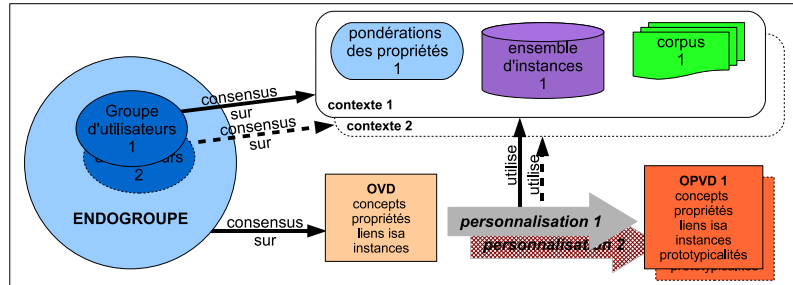 pondérations
des propriétés
1
ensemble
d'instances
1
corpus
1
contexte 1
contexte 2
consensus
sur
consensus
sur
Groupe
d'utilisateurs
1
2
ENDOGROUPE
consensus
sur
OVD
concepts
propriétés
liens isa
instances
utilise
utilise
personnalisation 1
personnalisation 2
OPVD 1
concepts
propriétés
liens isa
instances
prototypicalités
prototypicalités